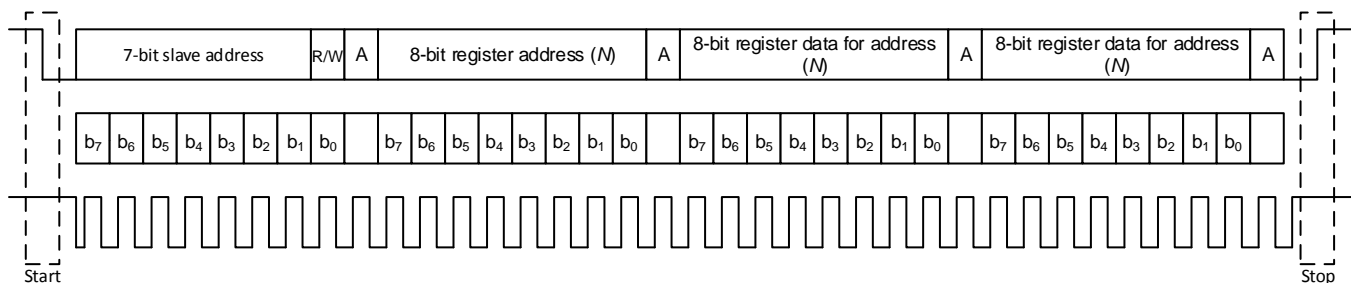 7-bit slave address R/W A 8-bit register address (N) A 8-bit register data for address (N) A 8-bit register data for address (N) A
b7 b6 b5 b4 b3 b2 b1 b0 b7 b6 b5 b4 b3 b2 b1 b0 b7 b6 b5 b4 b3 b2 b1 b0 b7 b6 b5 b4 b3 b2 b1 b0
Start Stop